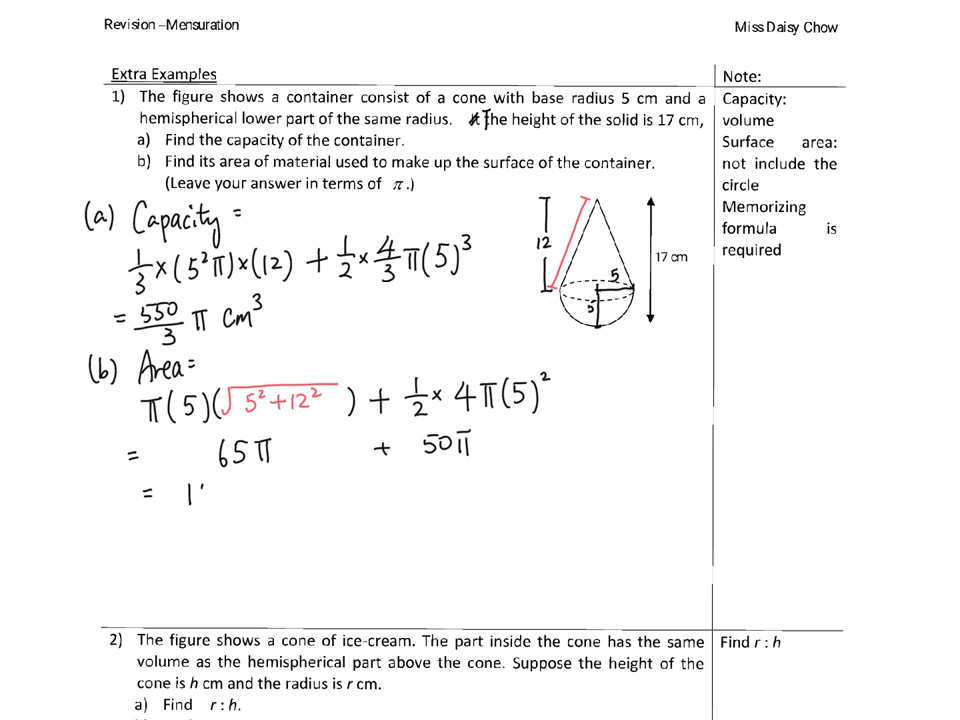 Revision –Mensuration
Miss Daisy Chow
Extra Examples
Note:
1) The figure shows a container consist of a cone with base radius 5 cm and a
hemispherical lower part of the same radius. The height of the solid is 17 cm,
a) Find the capacity of the container.
b) Find its area of material used to make up the surface of the container.
(Leave your answer in terms of π.)
Capacity:
volume
Surface area:
not include the
circle
Memorizing
formula is
required
(a) Capacity =
1/3 × (5²π) × (12) + 1/2 × 4/3 π(5)³
= 550/3 π cm³
12
5
5
17 cm
(b) Area =
π(5)(√5²+12²) + 1/2 × 4π(5)²
= 65π + 50π
= 1
2) The figure shows a cone of ice-cream. The part inside the cone has the same
volume as the hemispherical part above the cone. Suppose the height of the
cone is h cm and the radius is r cm.
a) Find r : h.
Find r : h